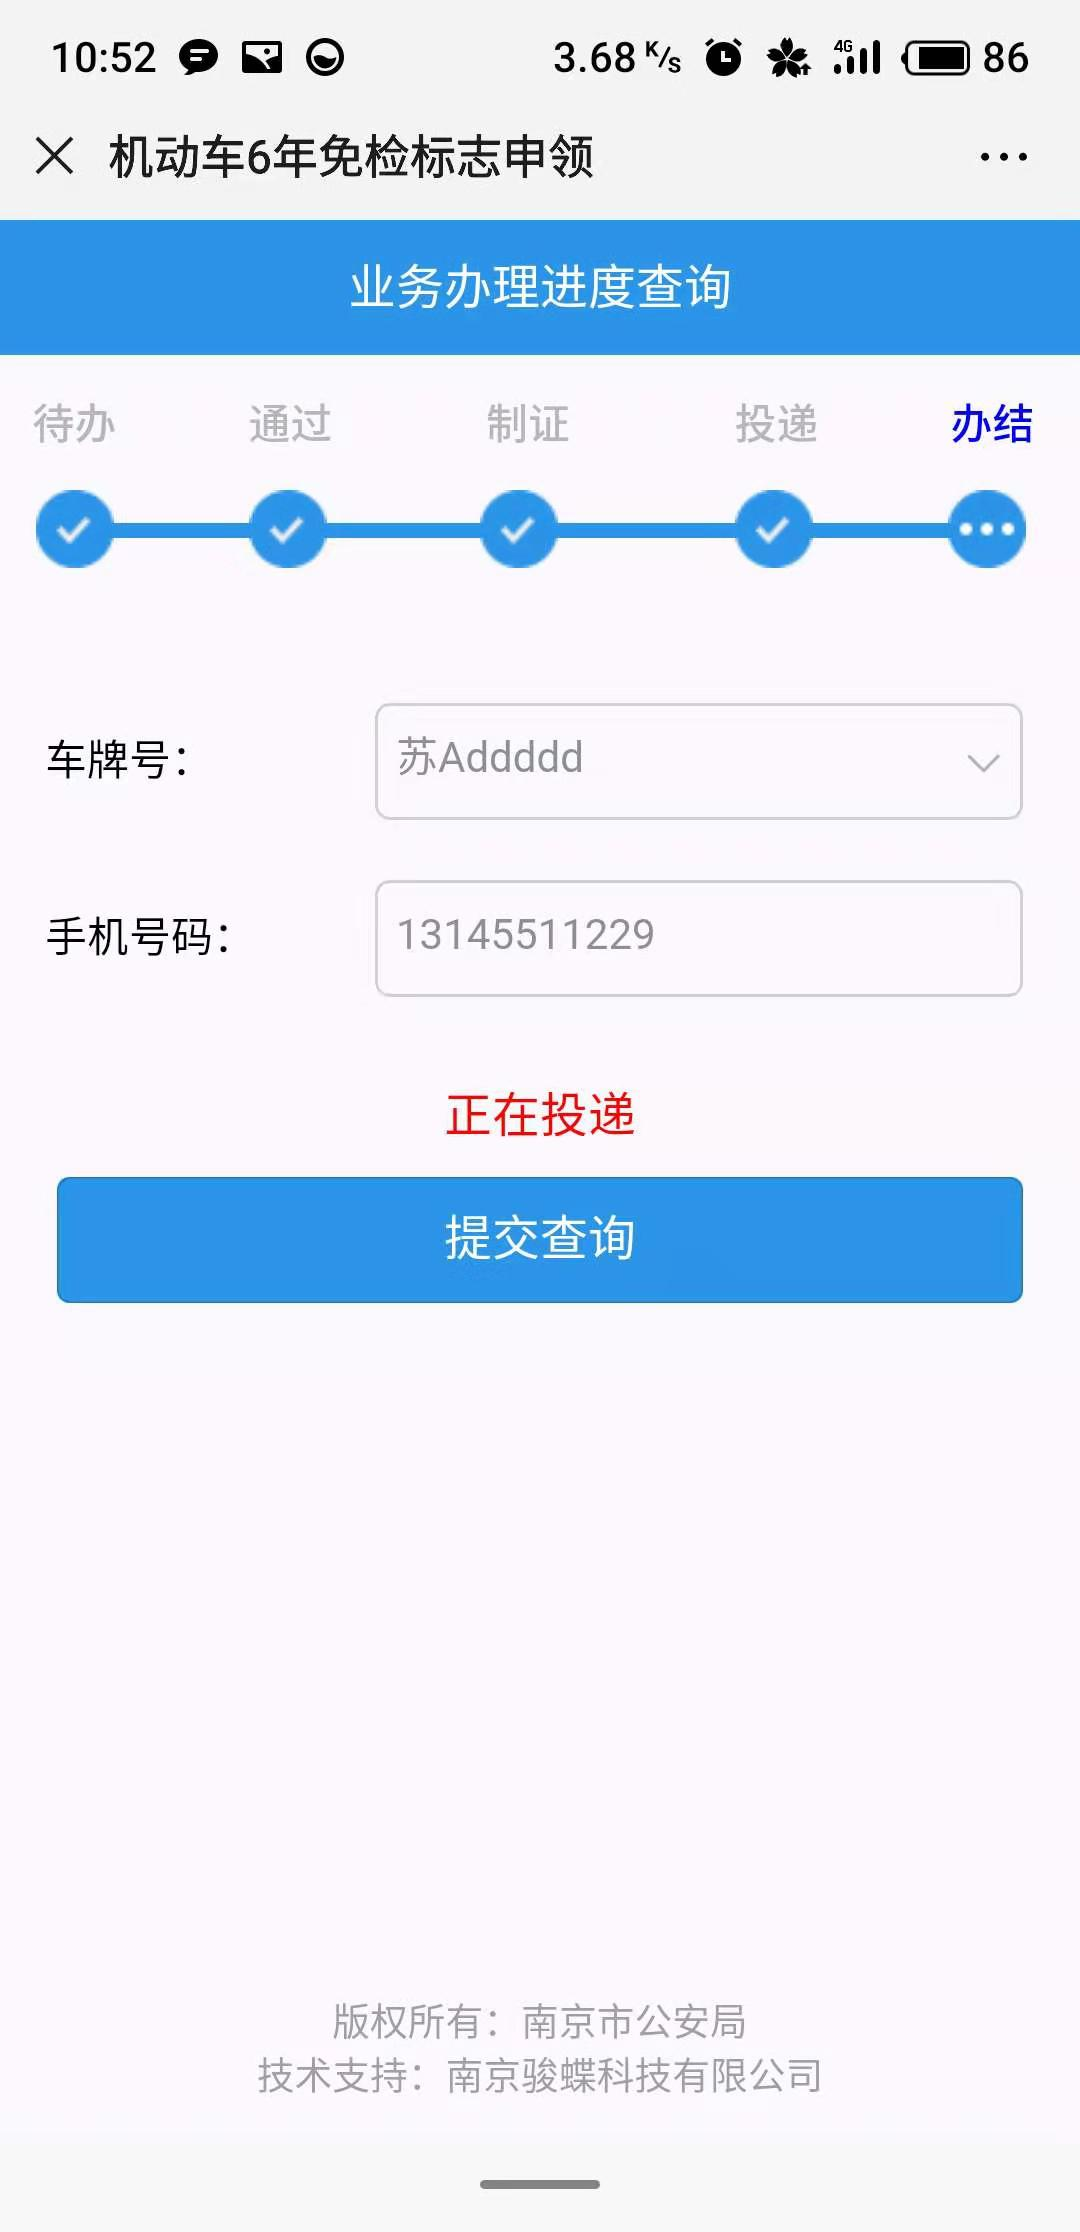 10:52 3.68 K/s 4G 86
机动车6年免检标志申领
业务办理进度查询
待办 通过 制证 投递 办结
车牌号: 苏Addddd
手机号码: 13145511229
正在投递
提交查询
版权所有：南京市公安局
技术支持：南京骏蝶科技有限公司